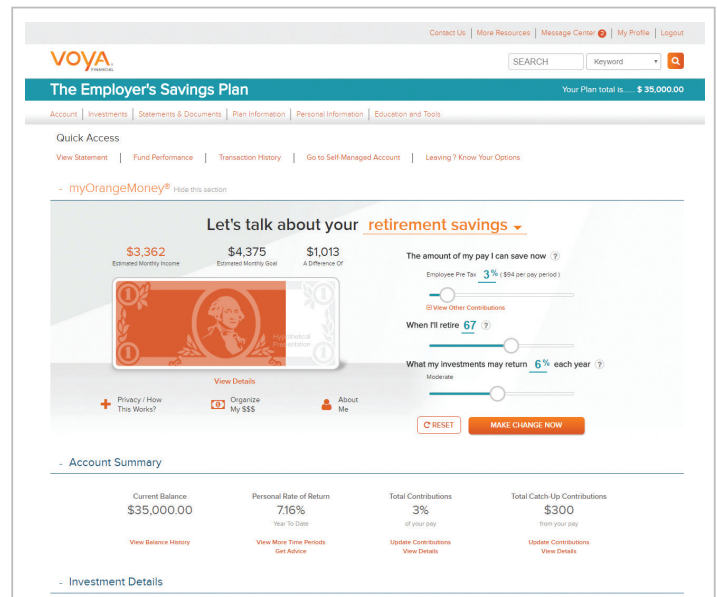 Contact Us | More Resources | Message Center 2 | My Profile | Logout
VOYA
FINANCIAL
SEARCH Keyword
The Employer's Savings Plan Your Plan total is..... $ 35,000.00
Account | Investments | Statements & Documents | Plan Information | Personal Information | Education and Tools
Quick Access
View Statement | Fund Performance | Transaction History | Go to Self-Managed Account | Leaving ? Know Your Options
- myOrangeMoney® Hide this section
Let's talk about your retirement savings
$3,362 $4,375 $1,013
Estimated Monthly Income Estimated Monthly Goal A Difference Of
1 1
Hypothetical
Presentation
1 1
View Details
Privacy / How
This Works?
Organize
My $$$
About
Me
The amount of my pay I can save now ?
Employee Pre Tax 3% ( $94 per pay period )
View Other Contributions
When I'll retire 67 ?
What my investments may return 6% each year ?
Moderate
RESET MAKE CHANGE NOW
- Account Summary
Current Balance Personal Rate of Return Total Contributions Total Catch-Up Contributions
$35,000.00 7.16% 3% $300
Year To Date of your pay from your pay
View Balance History View More Time Periods Update Contributions Update Contributions
Get Advice View Details View Details
- Investment Details